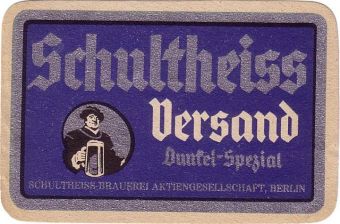 Schultheiss
Versand
Dunkel-Spezial
SCHULTHEISS-BRAUEREI AKTIENGESELLSCHAFT, BERLIN